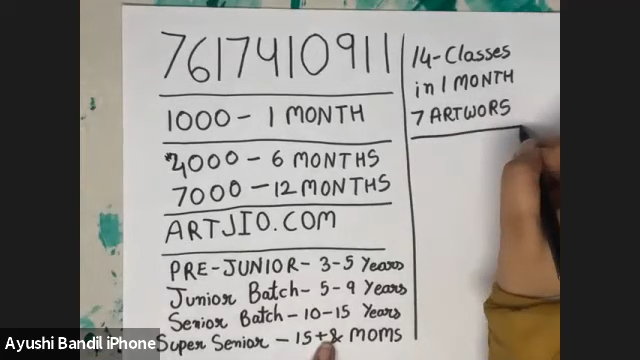 7617410911
1000 - 1 MONTH
4000 - 6 MONTHS
7000 - 12 MONTHS
ARTJIO.COM
PRE-JUNIOR - 3-5 Years
Junior Batch - 5-9 Years
Senior Batch - 10-15 Years
Super Senior - 15+& MOMS
14-Classes
in 1 MONTH
7 ARTWORS
Ayushi Bandil iPhone